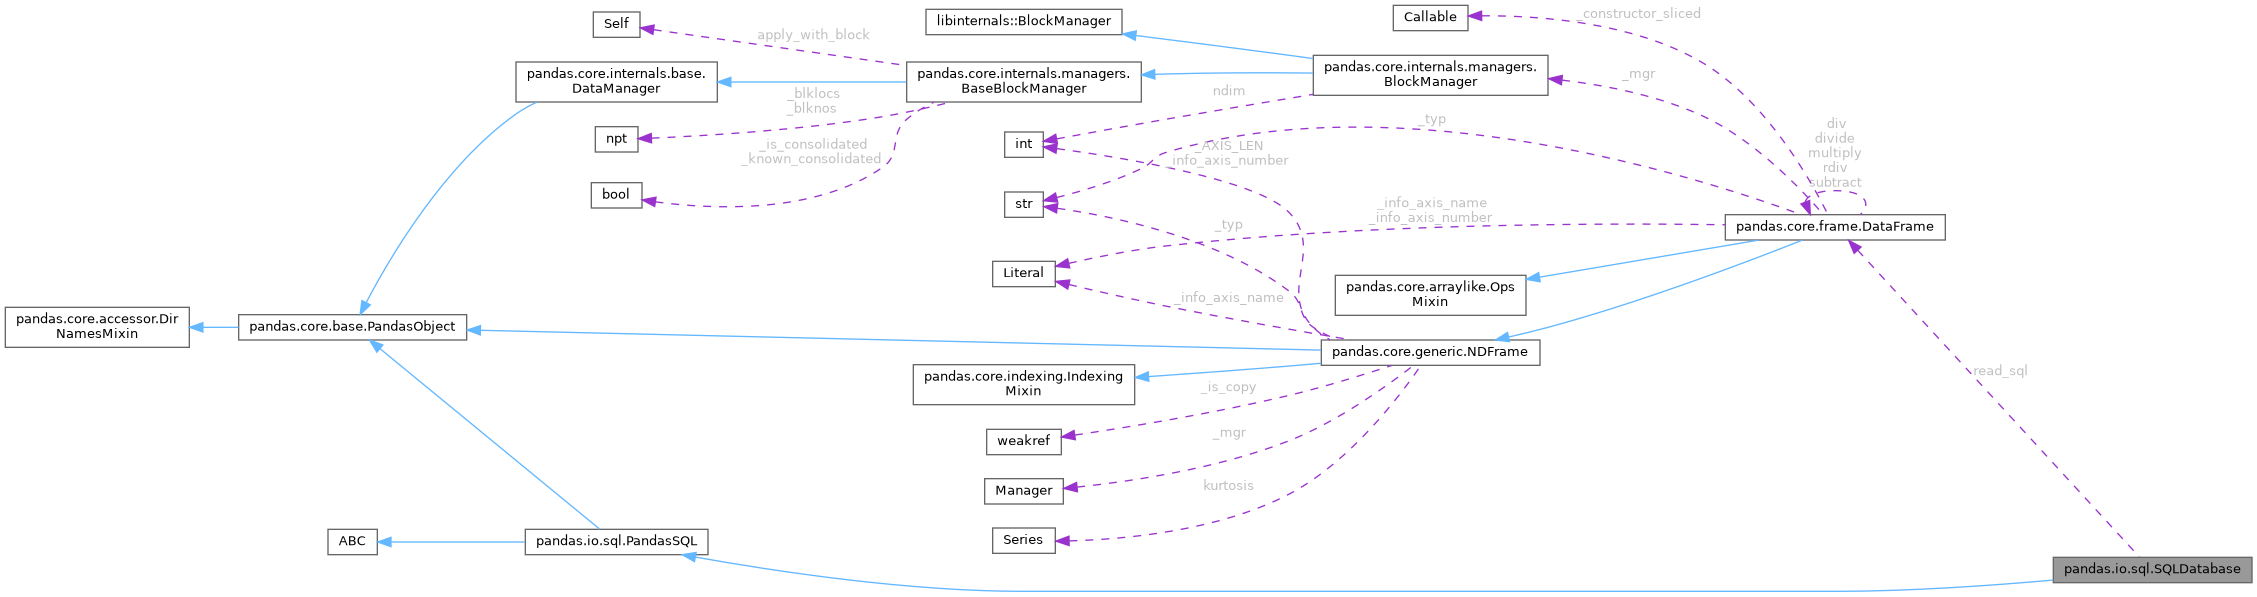 Self
apply_with_block
libinternals::BlockManager
Callable
_constructor_sliced
pandas.core.internals.base.
DataManager
pandas.core.internals.managers.
BaseBlockManager
pandas.core.internals.managers.
BlockManager
_mgr
_blklocs
_blknos
ndim
npt
int
_typ
div
divide
multiply
rdiv
subtract
_is_consolidated
_known_consolidated
_AXIS_LEN
_info_axis_number
bool
str
_info_axis_name
_info_axis_number
_typ
pandas.core.frame.DataFrame
Literal
pandas.core.arraylike.Ops
Mixin
_info_axis_name
pandas.core.accessor.Dir
NamesMixin
pandas.core.base.PandasObject
pandas.core.generic.NDFrame
pandas.core.indexing.Indexing
Mixin
_is_copy
read_sql
weakref
_mgr
Manager
kurtosis
Series
ABC
pandas.io.sql.PandasSQL
pandas.io.sql.SQLDatabase